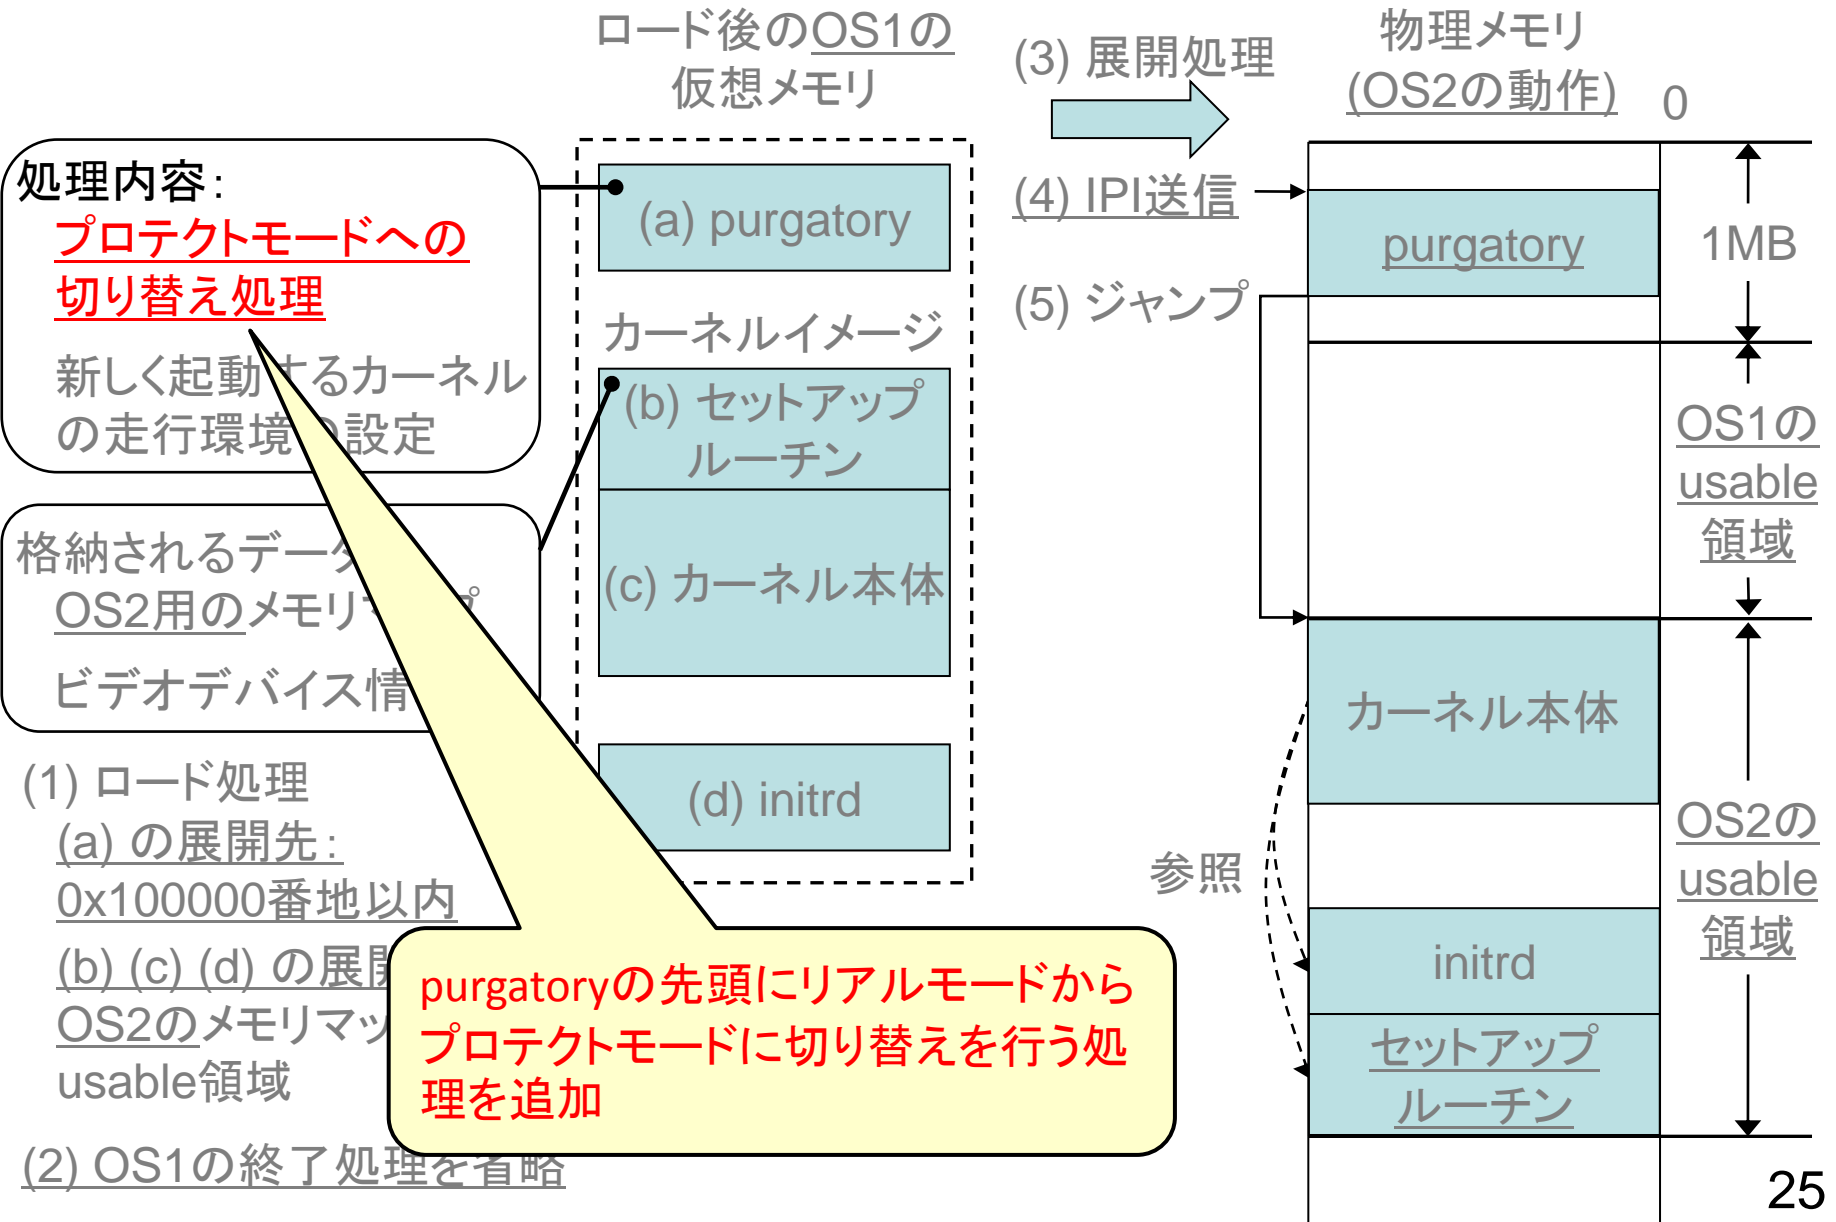 ロード後のOS1の
仮想メモリ
(3) 展開処理
物理メモリ
(OS2の動作)
0
処理内容：
プロテクトモードへの
切り替え処理
新しく起動するカーネル
の走行環境の設定
(a) purgatory
カーネルイメージ
(b) セットアップ
ルーチン
(c) カーネル本体
(d) initrd
(4) IPI送信
(5) ジャンプ
purgatory
1MB
OS1の
usable
領域
格納されるデータ
OS2用のメモリマップ
ビデオデバイス情
(1) ロード処理
(a) の展開先：
0x100000番地以内
(b) (c) (d) の展開
OS2のメモリマッ
usable領域
(2) OS1の終了処理を省略
purgatoryの先頭にリアルモードから
プロテクトモードに切り替えを行う処
理を追加
参照
カーネル本体
initrd
セットアップ
ルーチン
OS2の
usable
領域
25